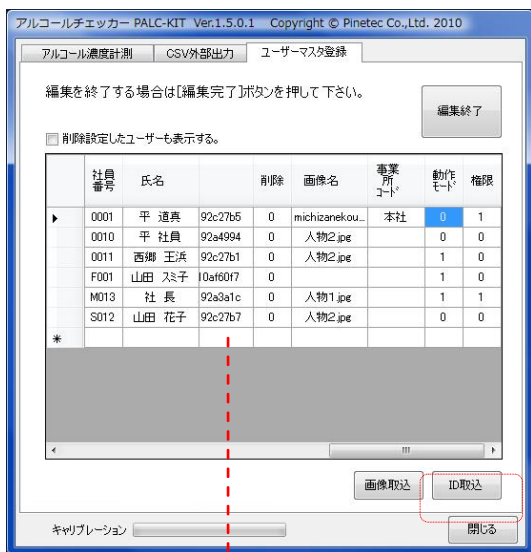 アルコールチェッカー PALC-KIT Ver.1.5.0.1 Copyright © Pinetec Co.,Ltd. 2010
アルコール濃度計測 CSV外部出力 ユーザーマスタ登録
編集を終了する場合は[編集完了]ボタンを押して下さい。
編集終了
削除設定したユーザーも表示する。
社員番号 氏名 削除 画像名 事業所コード 動作モード 権限
0001 平 道真 92c27b5 0 michizanekou... 本社 0 1
0010 平 社員 92a4994 0 人物2.jpg 0 0
0011 西郷 王浜 92c27b1 0 人物2.jpg 1 0
F001 山田 スミ子 10af60f7 0 1 0
M013 社 長 92a3a1c 0 人物1.jpg 1 1
S012 山田 花子 92c27b7 0 人物2.jpg 0 0
画像取込 ID取込
キャリブレーション 閉じる